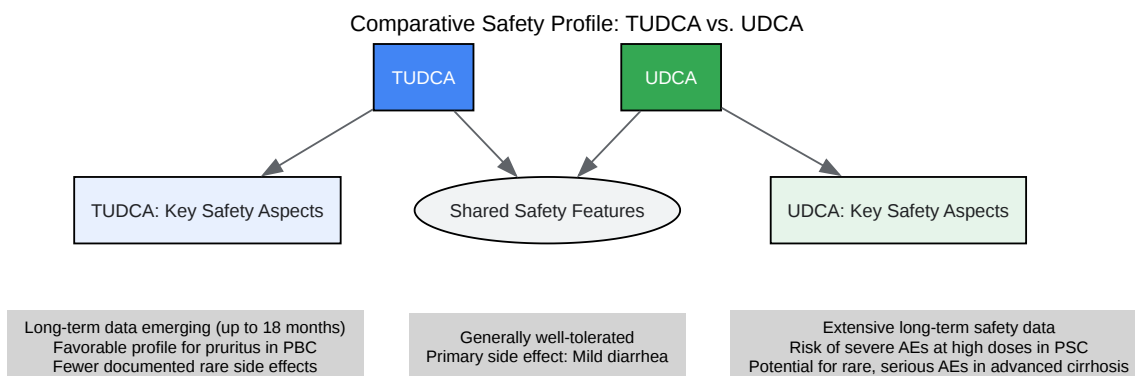 Comparative Safety Profile: TUDCA vs. UDCA
TUDCA
UDCA
TUDCA: Key Safety Aspects
Shared Safety Features
UDCA: Key Safety Aspects
Long-term data emerging (up to 18 months)
Favorable profile for pruritus in PBC
Fewer documented rare side effects
Generally well-tolerated
Primary side effect: Mild diarrhea
Extensive long-term safety data
Risk of severe AEs at high doses in PSC
Potential for rare, serious AEs in advanced cirrhosis